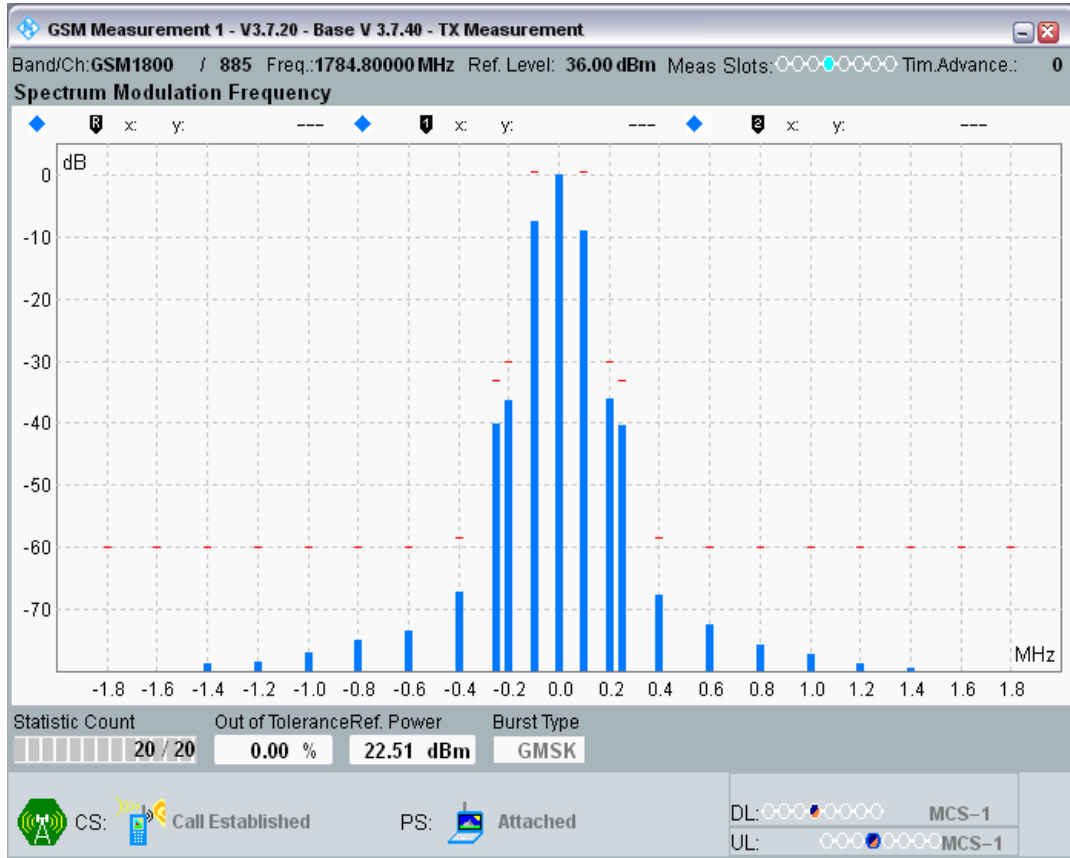 GSM Measurement 1 - V3.7.20 - Base V 3.7.40 - TX Measurement
Band/Ch:GSM1800 / 885 Freq.:1784.80000 MHz Ref. Level: 36.00 dBm Meas Slots: Tim.Advance.: 0
Spectrum Modulation Frequency
R x: y: --- 1 x: y: --- 2 x: y: ---
dB
0
-10
-20
-30
-40
-50
-60
-70
MHz
-1.8 -1.6 -1.4 -1.2 -1.0 -0.8 -0.6 -0.4 -0.2 0.0 0.2 0.4 0.6 0.8 1.0 1.2 1.4 1.6 1.8
Statistic Count Out of Tolerance Ref. Power Burst Type
20 / 20 0.00 % 22.51 dBm GMSK
CS: Call Established PS: Attached
DL: MCS-1
UL: MCS-1